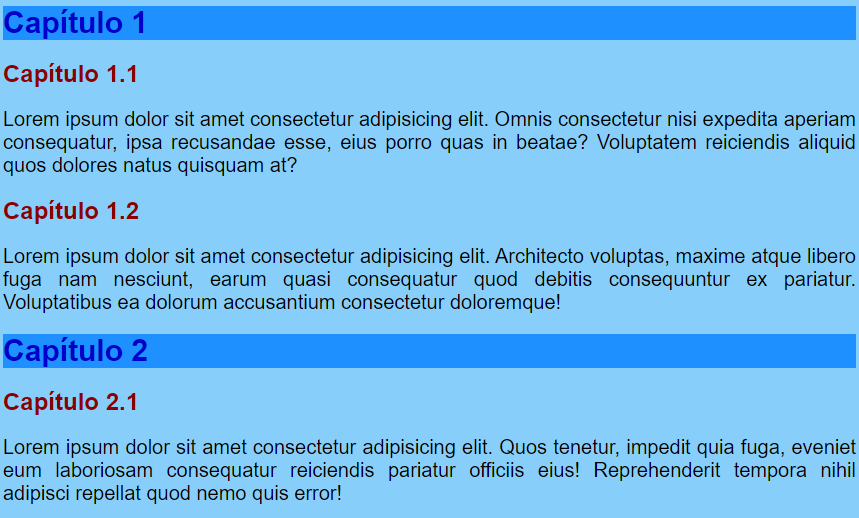 Capítulo 1
Capítulo 1.1
Lorem ipsum dolor sit amet consectetur adipisicing elit. Omnis consectetur nisi expedita aperiam
consequatur, ipsa recusandae esse, eius porro quas in beatae? Voluptatem reiciendis aliquid
quos dolores natus quisquam at?
Capítulo 1.2
Lorem ipsum dolor sit amet consectetur adipisicing elit. Architecto voluptas, maxime atque libero
fuga nam nesciunt, earum quasi consequatur quod debitis consequuntur ex pariatur.
Voluptatibus ea dolorum accusantium consectetur doloremque!
Capítulo 2
Capítulo 2.1
Lorem ipsum dolor sit amet consectetur adipisicing elit. Quos tenetur, impedit quia fuga, eveniet
eum laboriosam consequatur reiciendis pariatur officiis eius! Reprehenderit tempora nihil
adipisci repellat quod nemo quis error!